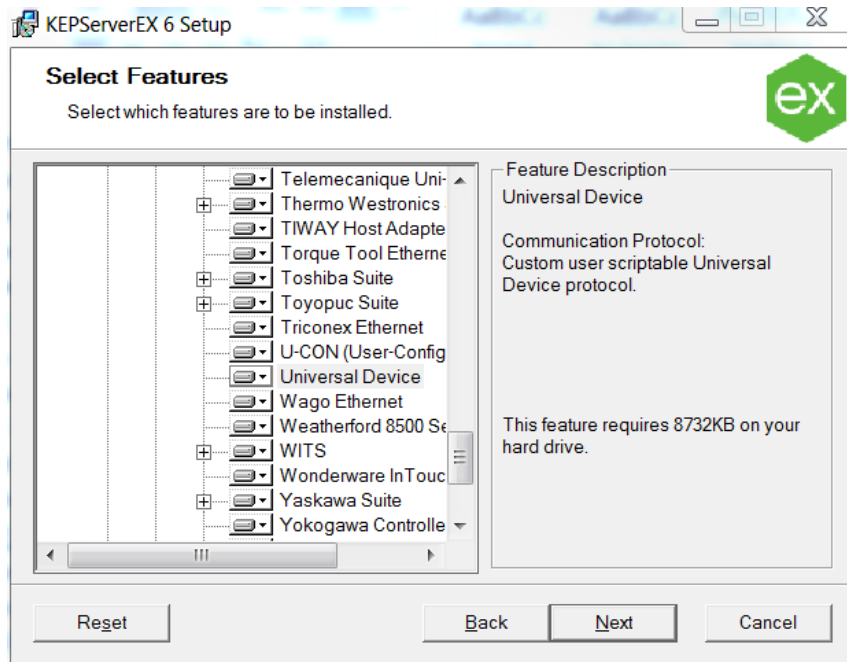 KEPServerEX 6 Setup
Select Features
Select which features are to be installed.
ex
Telemecanique Uni-
Thermo Westronics
TIWAY Host Adapte
Torque Tool Etherne
Toshiba Suite
Toyopuc Suite
Triconex Ethernet
U-CON (User-Config
Universal Device
Wago Ethernet
Weatherford 8500 Se
WITS
Wonderware InTouc
Yaskawa Suite
Yokogawa Controlle
Feature Description
Universal Device
Communication Protocol:
Custom user scriptable Universal
Device protocol.
This feature requires 8732KB on your
hard drive.
Reset
Back
Next
Cancel